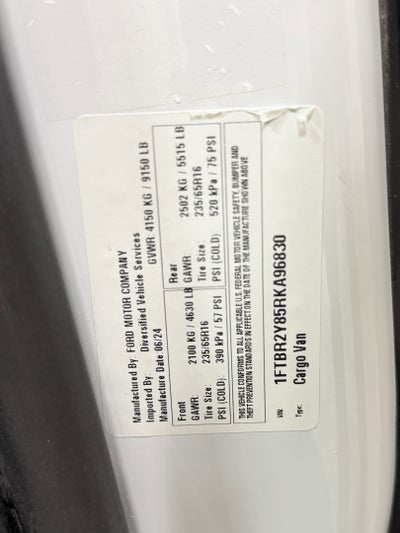 Manufactured By: FORD MOTOR COMPANY
Imported By: Diversified Vehicle Services
Manufacture Date: 06/24 GVWR: 4150 KG / 9150 LB
Front
GAWR: 2100 KG / 4630 LB
Tire Size: 235/65R16
PSI (COLD): 390 kPa / 57 PSI
Rear
GAWR: 2502 KG / 5515 LB
Tire Size: 235/65R16
PSI (COLD): 520 kPa / 75 PSI
THIS VEHICLE CONFORMS TO ALL APPLICABLE U.S. FEDERAL MOTOR VEHICLE SAFETY, BUMPER AND
THEFT PREVENTION STANDARDS IN EFFECT ON THE DATE OF THE MANUFACTURE SHOWN ABOVE
VIN: 1FTBR2Y85RKA96830
Type: Cargo Van